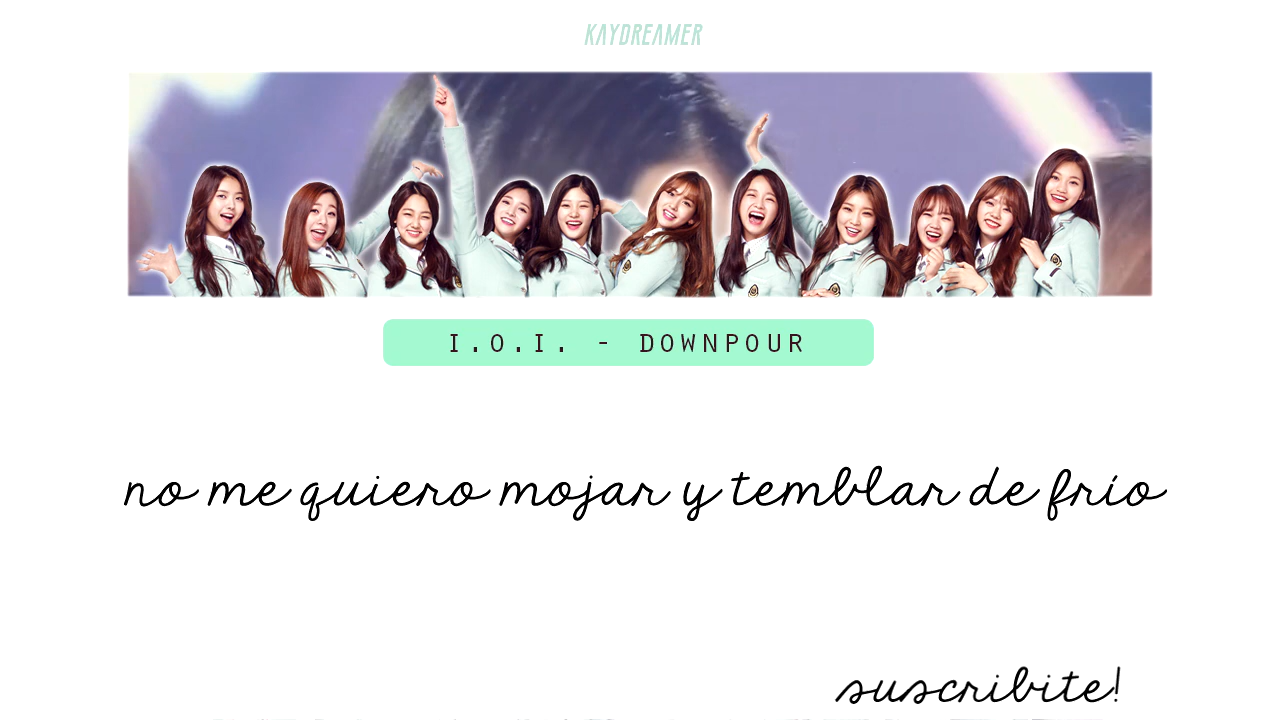 KAYDREAMER
I.O.I. - DOWNPOUR
no me quiero mojar y temblar de frío
suscribite!